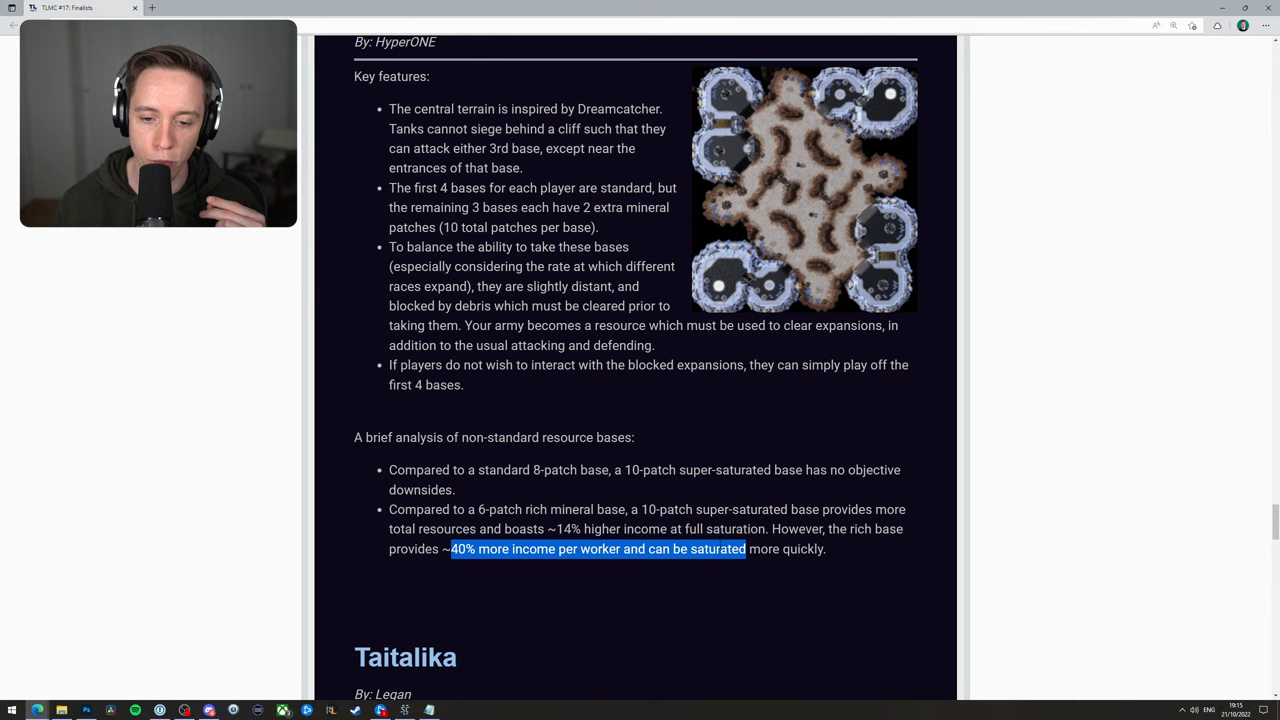 TLMC #17: Finalists
By: HyperONE
Key features:
• The central terrain is inspired by Dreamcatcher.
Tanks cannot siege behind a cliff such that they
can attack either 3rd base, except near the
entrances of that base.
• The first 4 bases for each player are standard, but
the remaining 3 bases each have 2 extra mineral
patches (10 total patches per base).
• To balance the ability to take these bases
(especially considering the rate at which different
races expand), they are slightly distant, and
blocked by debris which must be cleared prior to
taking them. Your army becomes a resource which must be used to clear expansions, in
addition to the usual attacking and defending.
• If players do not wish to interact with the blocked expansions, they can simply play off the
first 4 bases.
A brief analysis of non-standard resource bases:
• Compared to a standard 8-patch base, a 10-patch super-saturated base has no objective
downsides.
• Compared to a 6-patch rich mineral base, a 10-patch super-saturated base provides more
total resources and boasts ~14% higher income at full saturation. However, the rich base
provides ~40% more income per worker and can be saturated more quickly.
Taitalika
By: Legan
ENG
19:15
21/10/2022